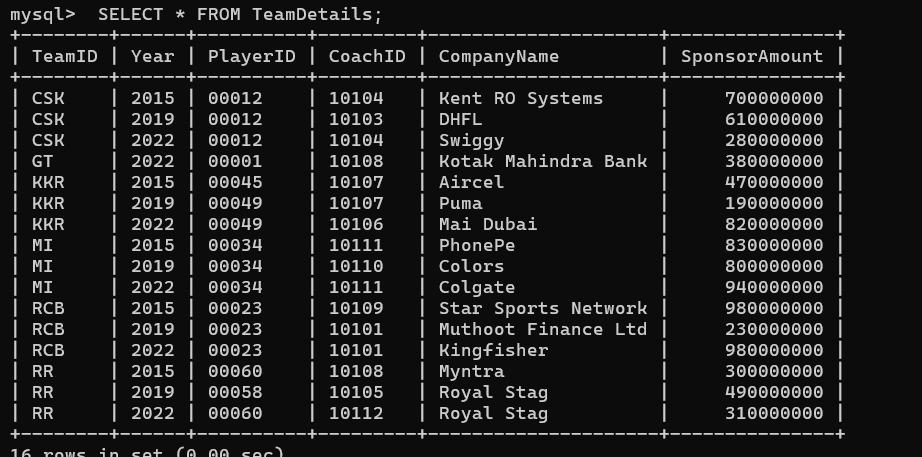 mysql>  SELECT * FROM TeamDetails;
+--------+------+----------+---------+---------------------+---------------+
| TeamID | Year | PlayerID | CoachID | CompanyName         | SponsorAmount |
+--------+------+----------+---------+---------------------+---------------+
| CSK    | 2015 | 00012    | 10104   | Kent RO Systems     |     700000000 |
| CSK    | 2019 | 00012    | 10103   | DHFL                |     610000000 |
| CSK    | 2022 | 00012    | 10104   | Swiggy              |     280000000 |
| GT     | 2022 | 00001    | 10108   | Kotak Mahindra Bank |     380000000 |
| KKR    | 2015 | 00045    | 10107   | Aircel              |     470000000 |
| KKR    | 2019 | 00049    | 10107   | Puma                |     190000000 |
| KKR    | 2022 | 00049    | 10106   | Mai Dubai           |     820000000 |
| MI     | 2015 | 00034    | 10111   | PhonePe             |     830000000 |
| MI     | 2019 | 00034    | 10110   | Colors              |     800000000 |
| MI     | 2022 | 00034    | 10111   | Colgate             |     940000000 |
| RCB    | 2015 | 00023    | 10109   | Star Sports Network |     980000000 |
| RCB    | 2019 | 00023    | 10101   | Muthoot Finance Ltd |     230000000 |
| RCB    | 2022 | 00023    | 10101   | Kingfisher          |     980000000 |
| RR     | 2015 | 00060    | 10108   | Myntra              |     300000000 |
| RR     | 2019 | 00058    | 10105   | Royal Stag          |     490000000 |
| RR     | 2022 | 00060    | 10112   | Royal Stag          |     310000000 |
+--------+------+----------+---------+---------------------+---------------+
16 rows in set (0.00 sec)